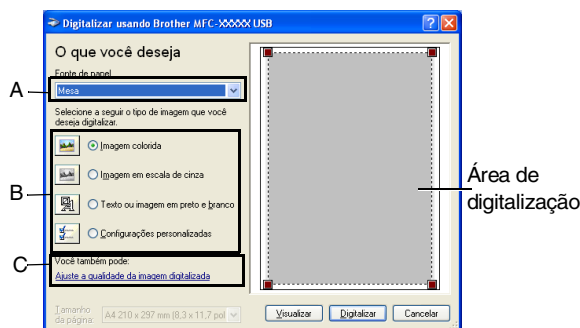 Digitalizar usando Brother MFC-XXXXX USB
O que você deseja
Fonte de papel
A
Mesa
Selecione a seguir o tipo de imagem que você
deseja digitalizar.
Imagem colorida
Imagem em escala de cinza
B
Texto ou imagem em preto e branco
Configurações personalizadas
C
Você também pode:
Ajuste a qualidade da imagem digitalizada
Tamanho
da página:
A4 210 x 297 mm (8,3 x 11,7 pol
Visualizar
Digitalizar
Cancelar
Área de
digitalização